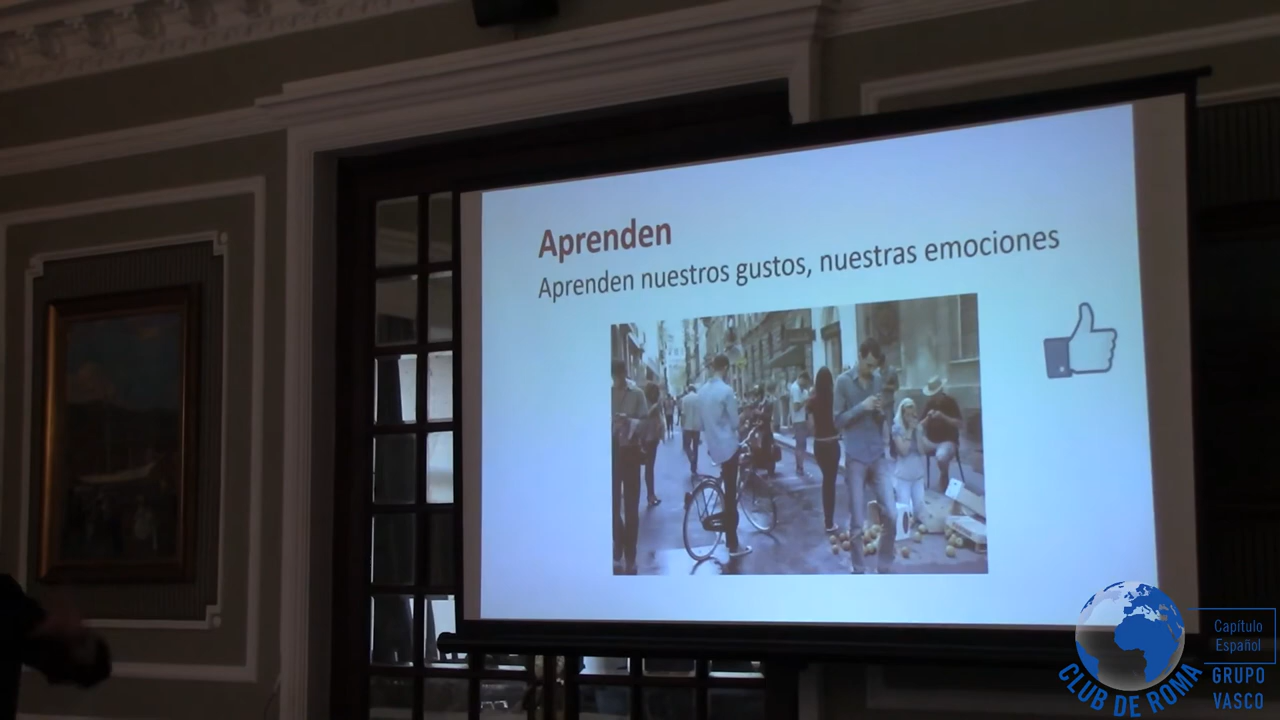 Aprenden
Aprenden nuestros gustos, nuestras emociones
Capítulo
Español
CLUB DE ROMA
GRUPO
VASCO